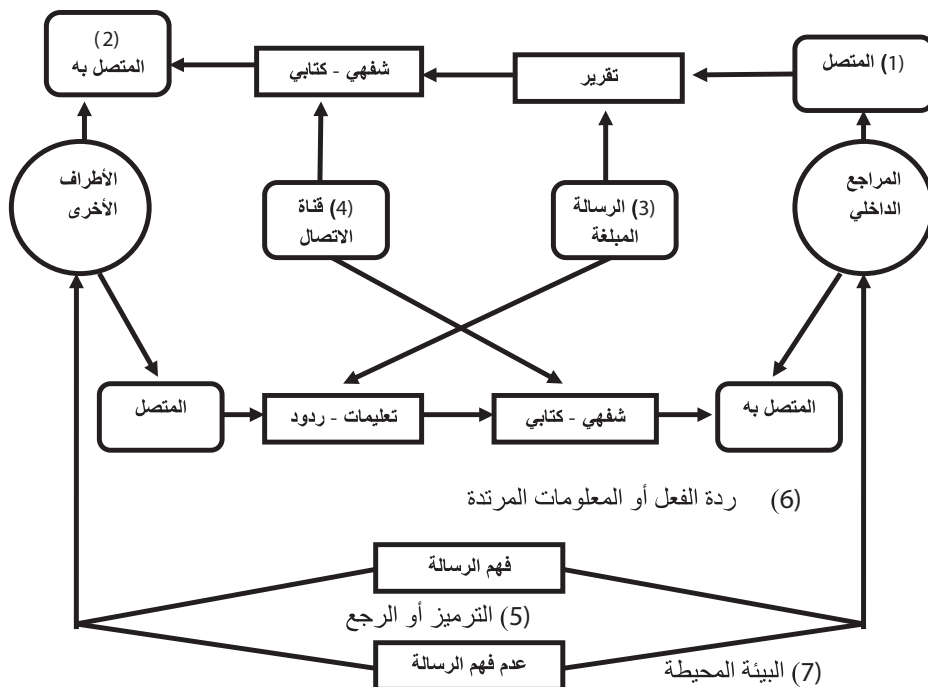 (1) المتصل
تقرير
شفهي - كتابي
(2)
المتصل به
المراجع
الداخلي
(3) الرسالة
المبلغة
(4) قناة
الاتصال
الأطراف
الأخرى
المتصل
تعليمات - ردود
شفهي - كتابي
المتصل به
(6) ردة الفعل أو المعلومات المرتدة
فهم الرسالة
(5) الترميز أو الرجع
عدم فهم الرسالة
(7) البيئة المحيطة